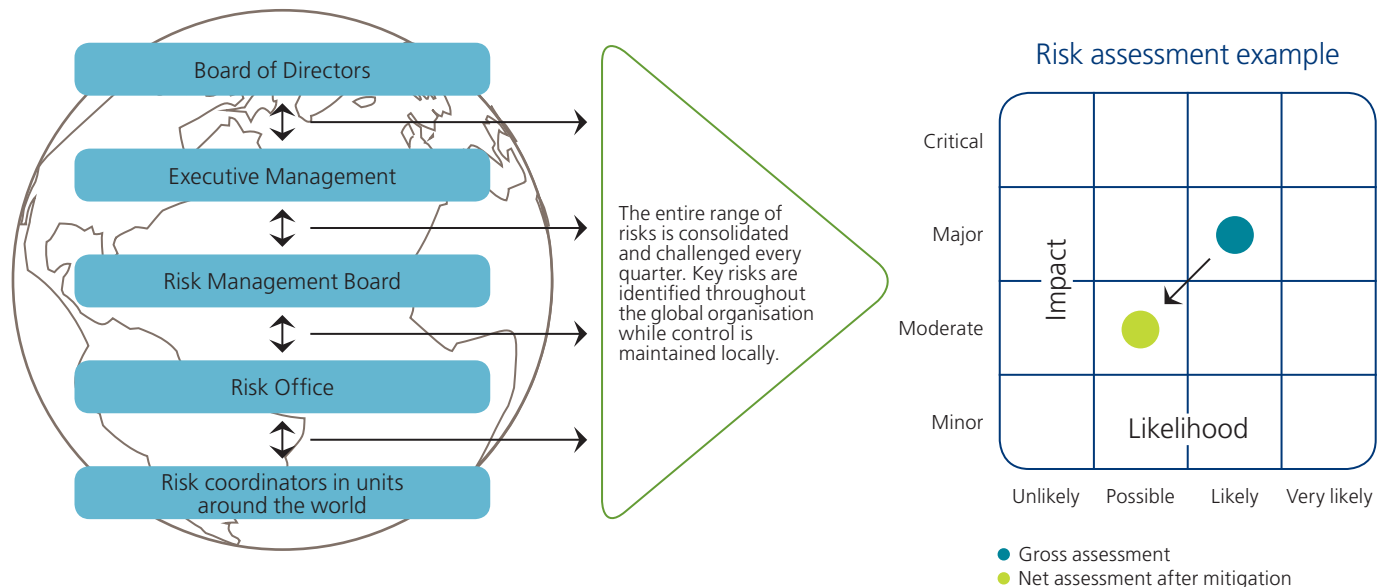 Board of Directors
Executive Management
Risk Management Board
Risk Office
Risk coordinators in units
around the world
The entire range of
risks is consolidated
and challenged every
quarter. Key risks are
identified throughout
the global organisation
while control is
maintained locally.
Risk assessment example
Critical
Major
Moderate
Minor
Impact
Likelihood
Unlikely
Possible
Likely
Very likely
Gross assessment
Net assessment after mitigation